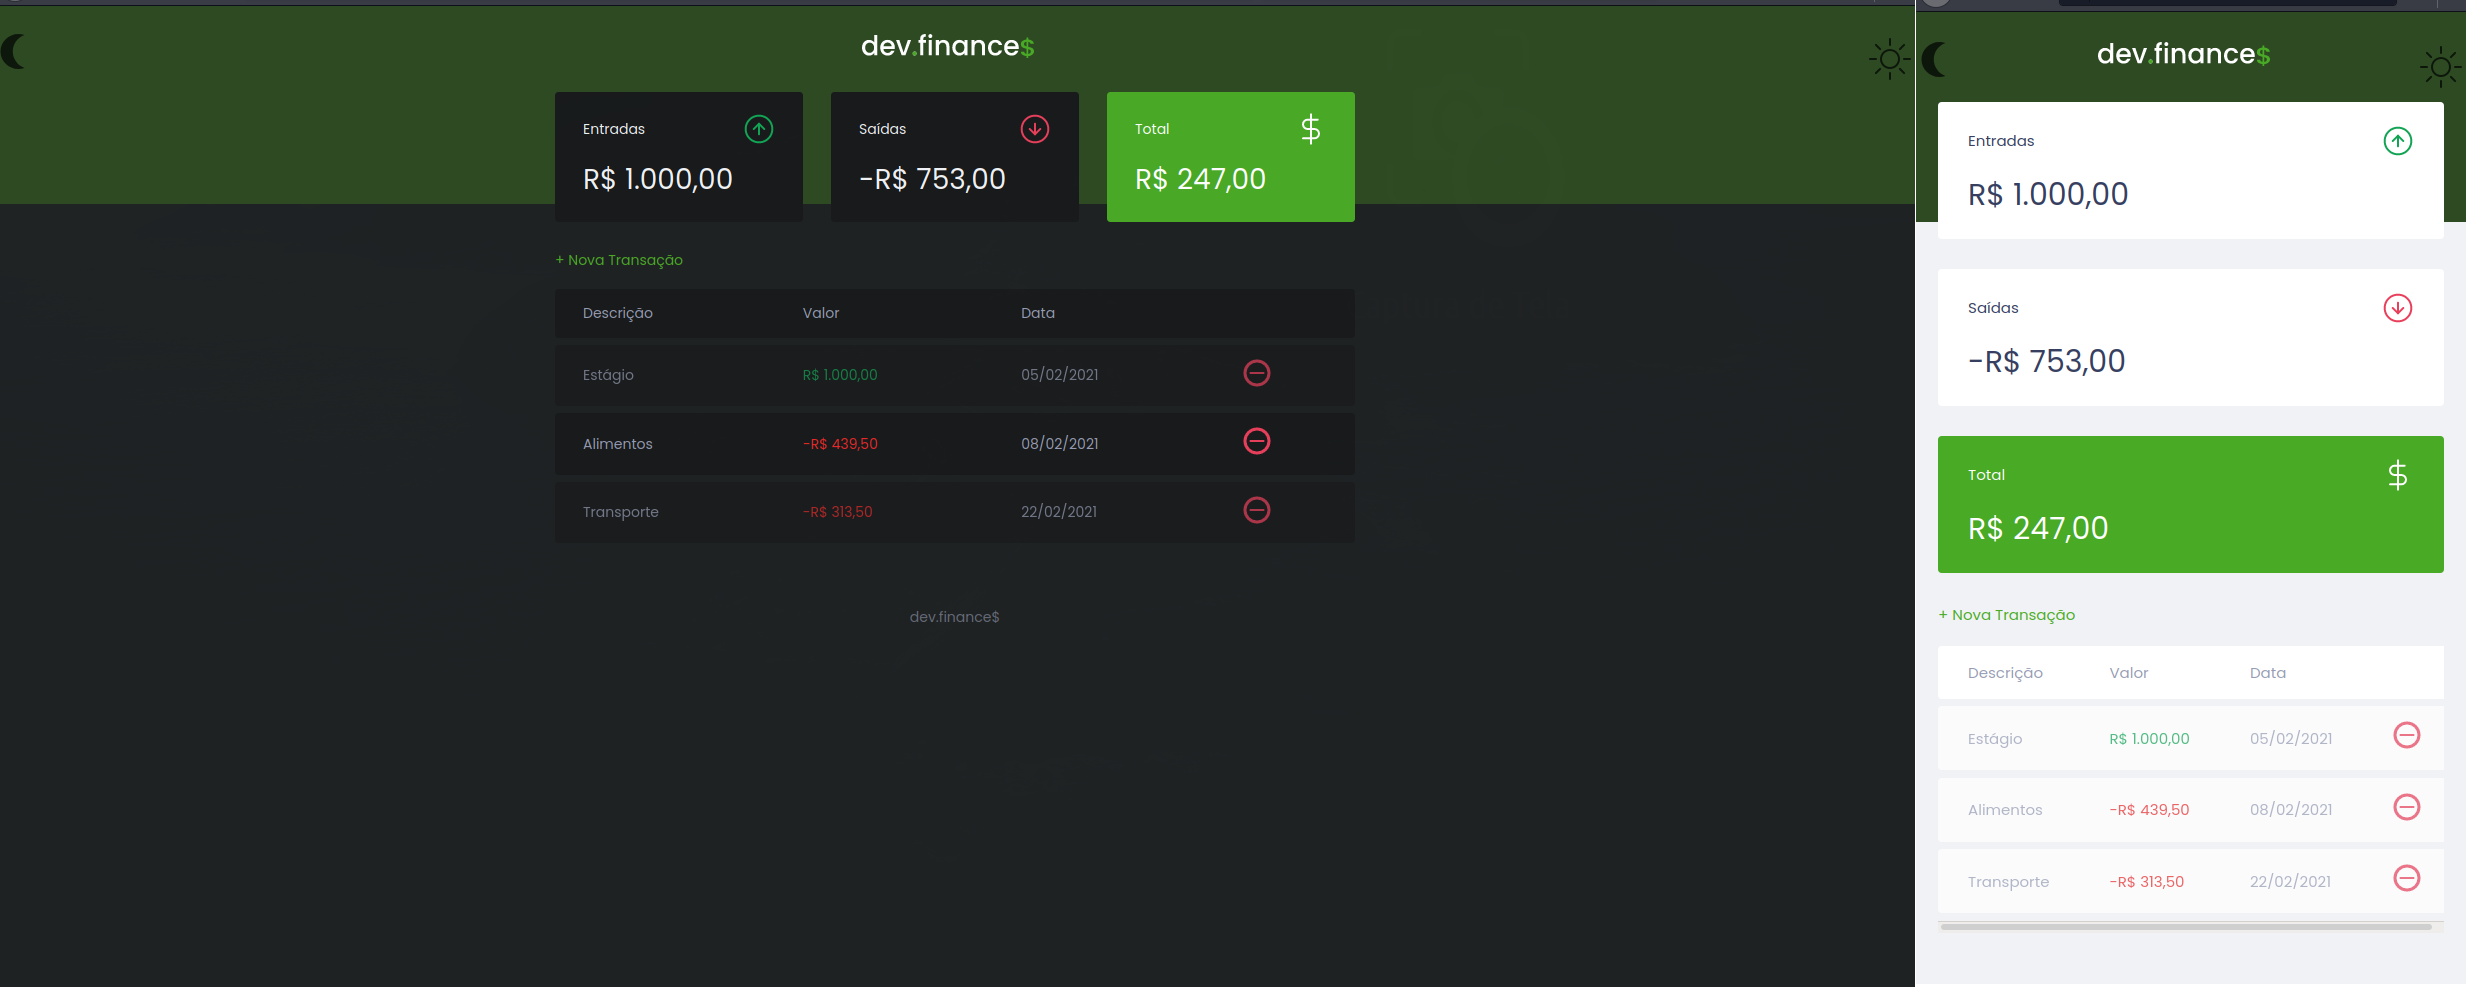 dev.finance$
Entradas
R$ 1.000,00
Saídas
-R$ 753,00
Total
R$ 247,00
+ Nova Transação
Descrição Valor Data
Estágio R$ 1.000,00 05/02/2021
Alimentos -R$ 439,50 08/02/2021
Transporte -R$ 313,50 22/02/2021
dev.finance$
dev.finance$
Entradas
R$ 1.000,00
Saídas
-R$ 753,00
Total
R$ 247,00
+ Nova Transação
Descrição Valor Data
Estágio R$ 1.000,00 05/02/2021
Alimentos -R$ 439,50 08/02/2021
Transporte -R$ 313,50 22/02/2021